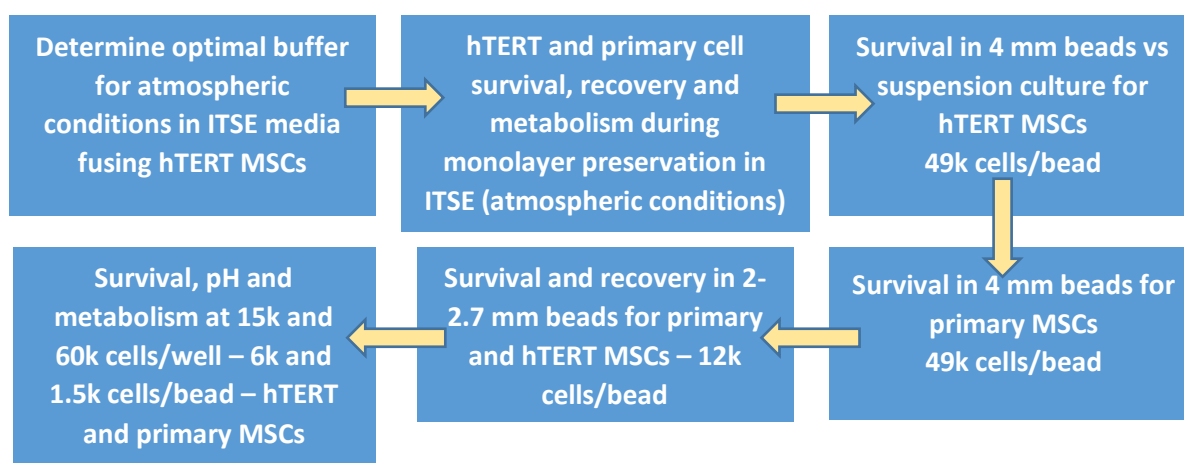 Determine optimal buffer
for atmospheric
conditions in ITSE media
fusing hTERT MSCs
hTERT and primary cell
survival, recovery and
metabolism during
monolayer preservation in
ITSE (atmospheric conditions)
Survival in 4 mm beads vs
suspension culture for
hTERT MSCs
49k cells/bead
Survival in 4 mm beads for
primary MSCs
49k cells/bead
Survival and recovery in 2-
2.7 mm beads for primary
and hTERT MSCs – 12k
cells/bead
Survival, pH and
metabolism at 15k and
60k cells/well – 6k and
1.5k cells/bead – hTERT
and primary MSCs